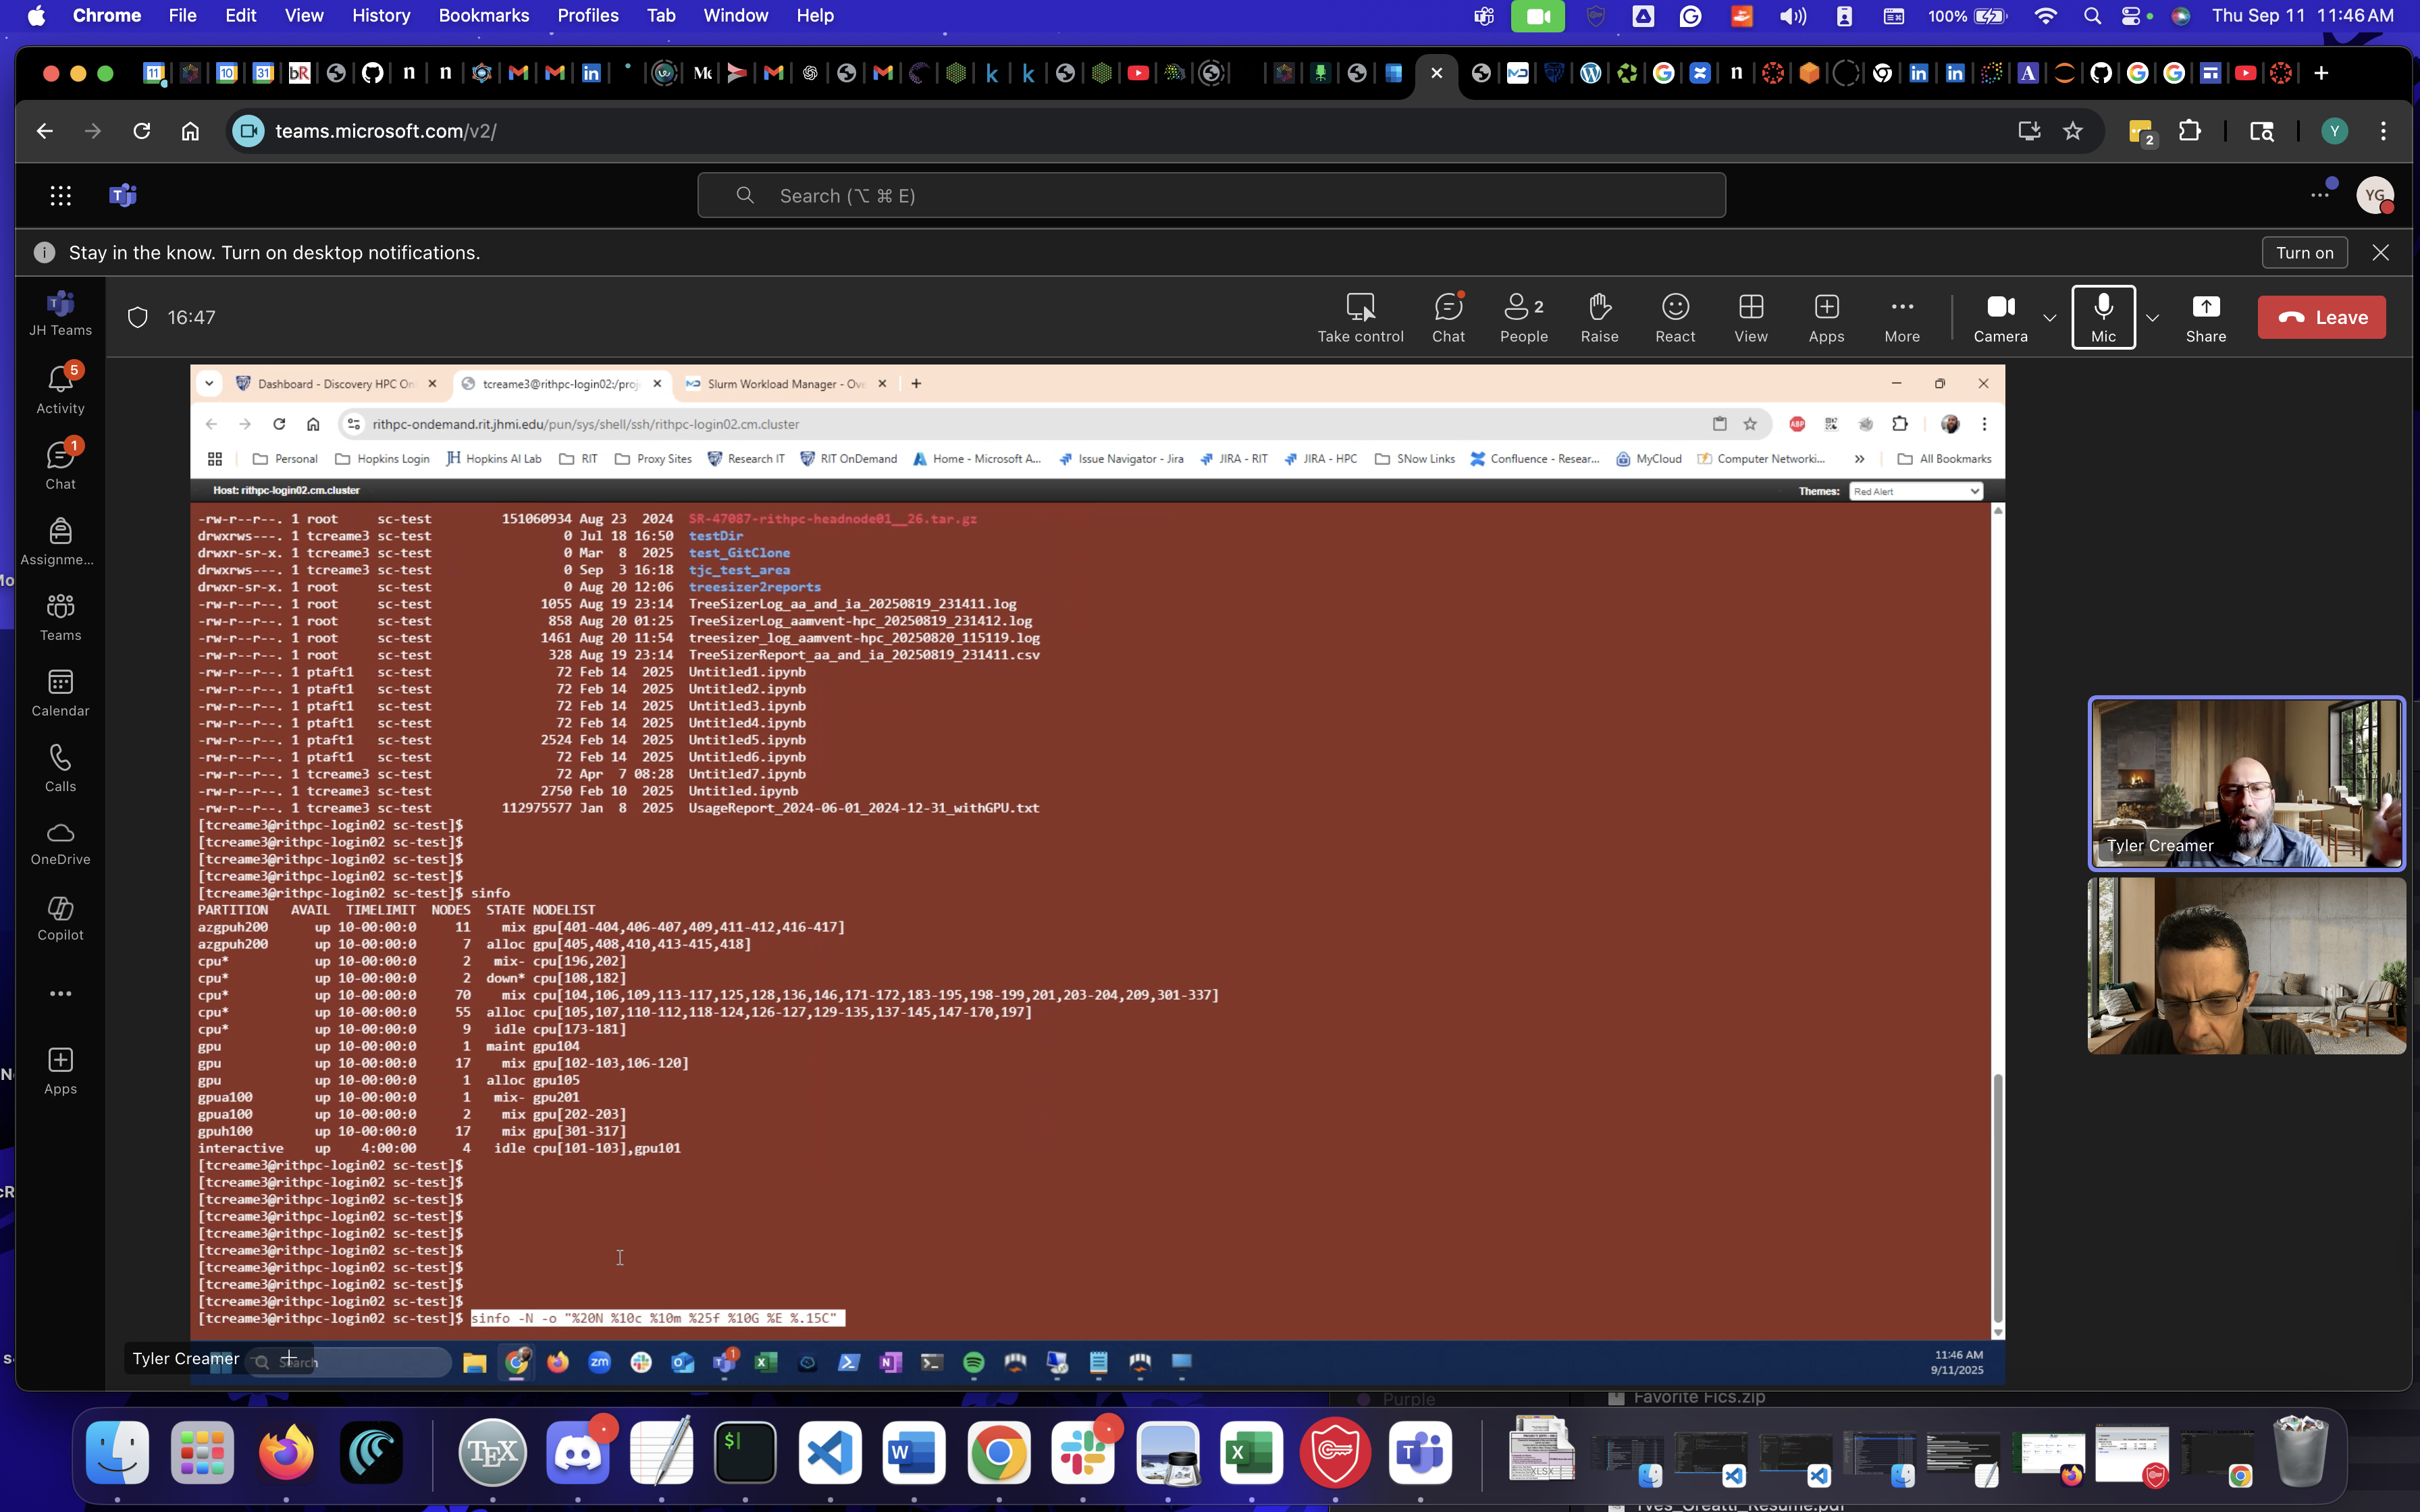 Chrome File Edit View History Bookmarks Profiles Tab Window Help
100% Thu Sep 11 11:46 AM
teams.microsoft.com/v2/
2
Y
Search (⌥ ⌘ E)
YG
Stay in the know. Turn on desktop notifications.
Turn on
JH Teams
5
Activity
1
Chat
Assignme...
Teams
Calendar
Calls
OneDrive
Copilot
Apps
16:47
Take control
Chat
2
People
Raise
React
View
Apps
More
Camera
Mic
Share
Leave
Dashboard - Discovery HPC On
tcreame3@rithpc-login02:/proj
Slurm Workload Manager - Ove
rithpc-ondemand.rit.jhmi.edu/pun/sys/shell/ssh/rithpc-login02.cm.cluster
ABP
Personal Hopkins Login Hopkins AI Lab RIT Proxy Sites Research IT RIT OnDemand Home - Microsoft A... Issue Navigator - Jira JIRA - RIT JIRA - HPC SNow Links Confluence - Resear... MyCloud Computer Networki... » All Bookmarks
Host: rithpc-login02.cm.cluster
Themes: Red Alert
-rw-r--r--. 1 root sc-test 151060934 Aug 23 2024 SR-47087-rithpc-headnode01__26.tar.gz
drwxrws---. 1 tcreame3 sc-test 0 Jul 18 16:50 testDir
drwxr-sr-x. 1 tcreame3 sc-test 0 Mar 8 2025 test_GitClone
drwxrws---. 1 tcreame3 sc-test 0 Sep 3 16:18 tjc_test_area
drwxr-sr-x. 1 root sc-test 0 Aug 20 12:06 treesizer2reports
-rw-r--r--. 1 root sc-test 1055 Aug 19 23:14 TreeSizerLog_aa_and_ia_20250819_231411.log
-rw-r--r--. 1 root sc-test 858 Aug 20 01:25 TreeSizerLog_aamvent-hpc_20250819_231412.log
-rw-r--r--. 1 root sc-test 1461 Aug 20 11:54 treesizer_log_aamvent-hpc_20250820_115119.log
-rw-r--r--. 1 root sc-test 328 Aug 19 23:14 TreeSizerReport_aa_and_ia_20250819_231411.csv
-rw-r--r--. 1 ptaft1 sc-test 72 Feb 14 2025 Untitled1.ipynb
-rw-r--r--. 1 ptaft1 sc-test 72 Feb 14 2025 Untitled2.ipynb
-rw-r--r--. 1 ptaft1 sc-test 72 Feb 14 2025 Untitled3.ipynb
-rw-r--r--. 1 ptaft1 sc-test 72 Feb 14 2025 Untitled4.ipynb
-rw-r--r--. 1 ptaft1 sc-test 2524 Feb 14 2025 Untitled5.ipynb
-rw-r--r--. 1 ptaft1 sc-test 72 Feb 14 2025 Untitled6.ipynb
-rw-r--r--. 1 tcreame3 sc-test 72 Apr 7 08:28 Untitled7.ipynb
-rw-r--r--. 1 tcreame3 sc-test 2750 Feb 10 2025 Untitled.ipynb
-rw-r--r--. 1 tcreame3 sc-test 112975577 Jan 8 2025 UsageReport_2024-06-01_2024-12-31_withGPU.txt
[tcreame3@rithpc-login02 sc-test]$
[tcreame3@rithpc-login02 sc-test]$
[tcreame3@rithpc-login02 sc-test]$
[tcreame3@rithpc-login02 sc-test]$
[tcreame3@rithpc-login02 sc-test]$ sinfo
PARTITION AVAIL TIMELIMIT NODES STATE NODELIST
azgpuh200 up 10-00:00:0 11 mix gpu[401-404,406-407,409,411-412,416-417]
azgpuh200 up 10-00:00:0 7 alloc gpu[405,408,410,413-415,418]
cpu* up 10-00:00:0 2 mix- cpu[196,202]
cpu* up 10-00:00:0 2 down* cpu[108,182]
cpu* up 10-00:00:0 70 mix cpu[104,106,109,113-117,125,128,136,146,171-172,183-195,198-199,201,203-204,209,301-337]
cpu* up 10-00:00:0 55 alloc cpu[105,107,110-112,118-124,126-127,129-135,137-145,147-170,197]
cpu* up 10-00:00:0 9 idle cpu[173-181]
gpu up 10-00:00:0 1 maint gpu104
gpu up 10-00:00:0 17 mix gpu[102-103,106-120]
gpu up 10-00:00:0 1 alloc gpu105
gpua100 up 10-00:00:0 1 mix- gpu201
gpua100 up 10-00:00:0 2 mix gpu[202-203]
gpuh100 up 10-00:00:0 17 mix gpu[301-317]
interactive up 4:00:00 4 idle cpu[101-103],gpu101
[tcreame3@rithpc-login02 sc-test]$
[tcreame3@rithpc-login02 sc-test]$
[tcreame3@rithpc-login02 sc-test]$
[tcreame3@rithpc-login02 sc-test]$
[tcreame3@rithpc-login02 sc-test]$
[tcreame3@rithpc-login02 sc-test]$
[tcreame3@rithpc-login02 sc-test]$
[tcreame3@rithpc-login02 sc-test]$
[tcreame3@rithpc-login02 sc-test]$
[tcreame3@rithpc-login02 sc-test]$ sinfo -N -o "%20N %10c %10m %25f %10G %E %.15C"
Tyler Creamer
Tyler Creamer
Search
11:46 AM
9/11/2025
Purple
Favorite Fics.zip
Yves_Greatti_Resume.pdf